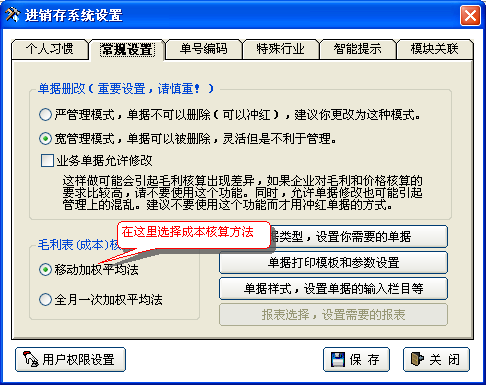 进销存系统设置
个人习惯 常规设置 单号编码 特殊行业 智能提示 模块关联
单据删改(重要设置,请慎重!)
严管理模式,单据不可以删除(可以冲红),建议你更改为这种模式。
宽管理模式,单据可以被删除,灵活但是不利于管理。
业务单据允许修改
这样做可能会引起毛利核算出现差异,如果企业对毛利和价格核算的
要求比较高,请不要使用这个功能。同时,允许单据修改也可能引起
管理上的混乱。建议不要使用这个功能而才用冲红单据的方式。
在这里选择成本核算方法
毛利表(成本)核
移动加权平均法
全月一次加权平均法
据类型,设置你需要的单据
单据打印模板和参数设置
单据样式,设置单据的输入栏目等
报表选择,设置需要的报表
用户权限设置 保 存 关 闭